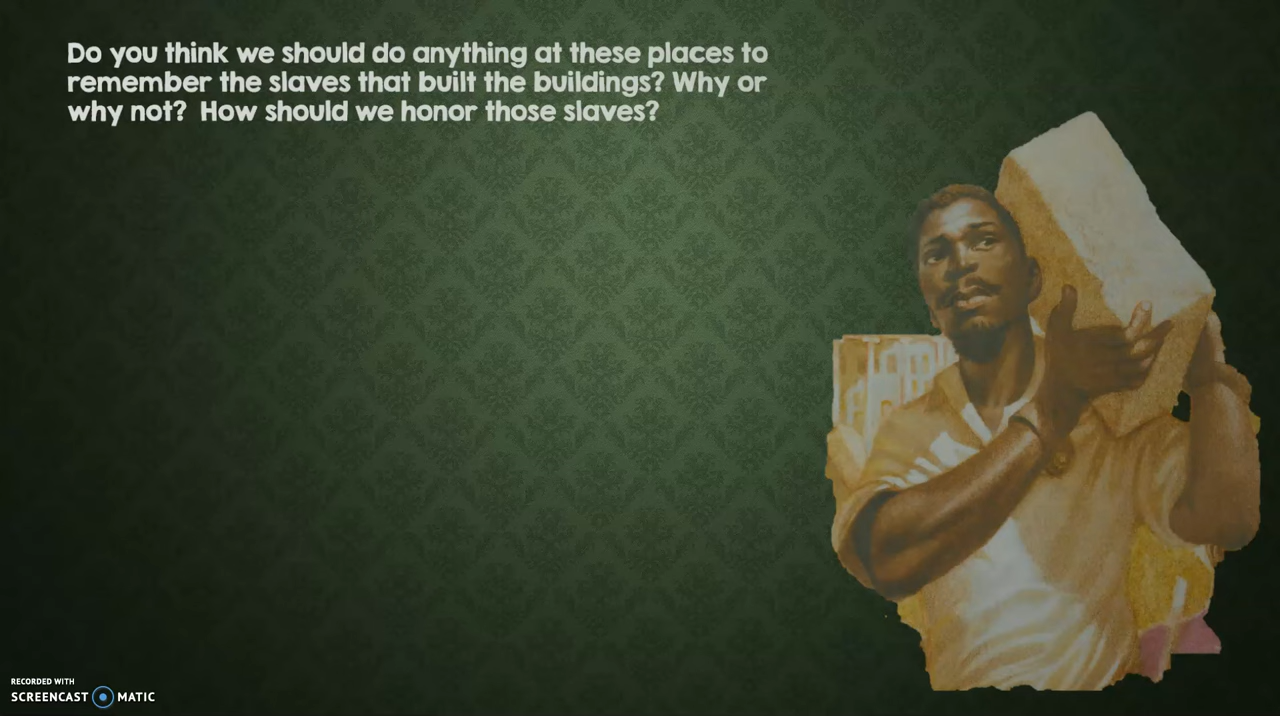 Do you think we should do anything at these places to
remember the slaves that built the buildings? Why or
why not?  How should we honor those slaves?
RECORDED WITH
SCREENCAST MATIC